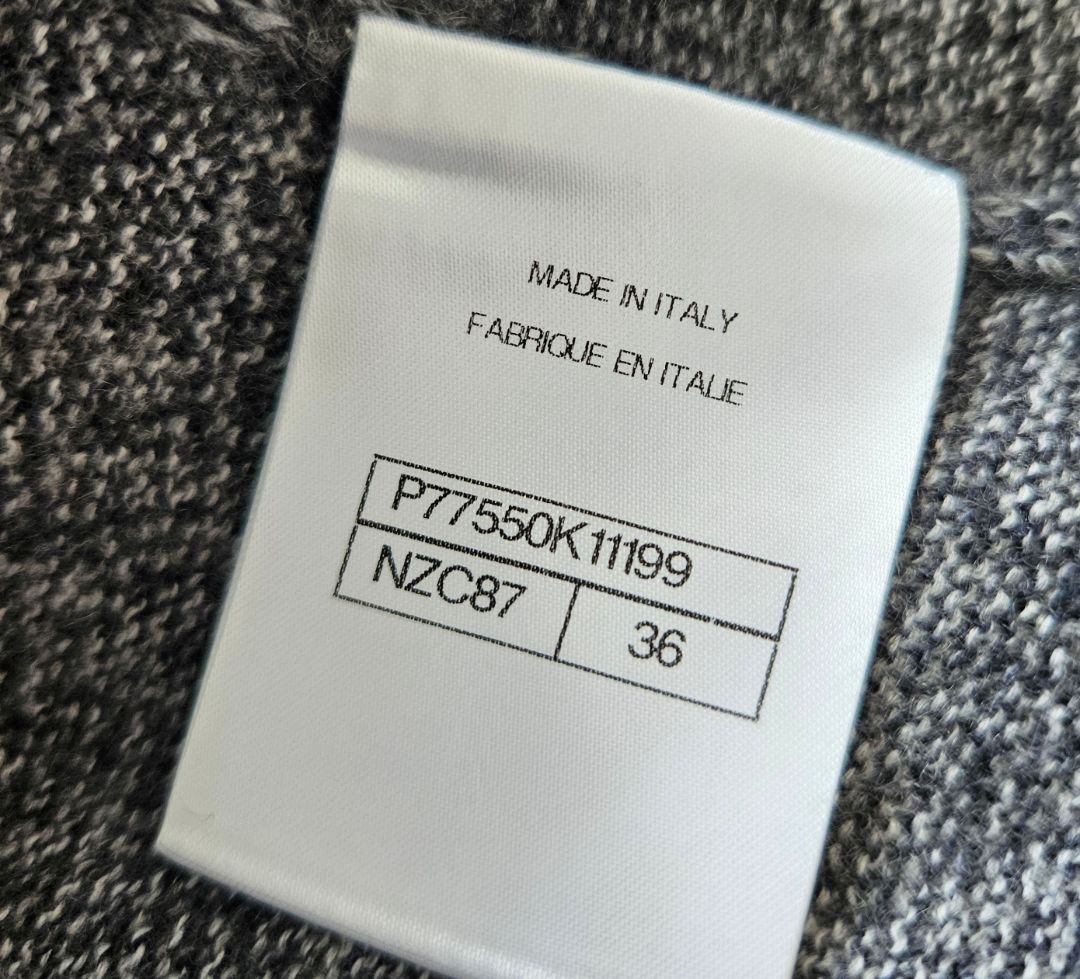 MADE IN ITALY
FABRIQUE EN ITALIE
P77550K11199
NZC87 36